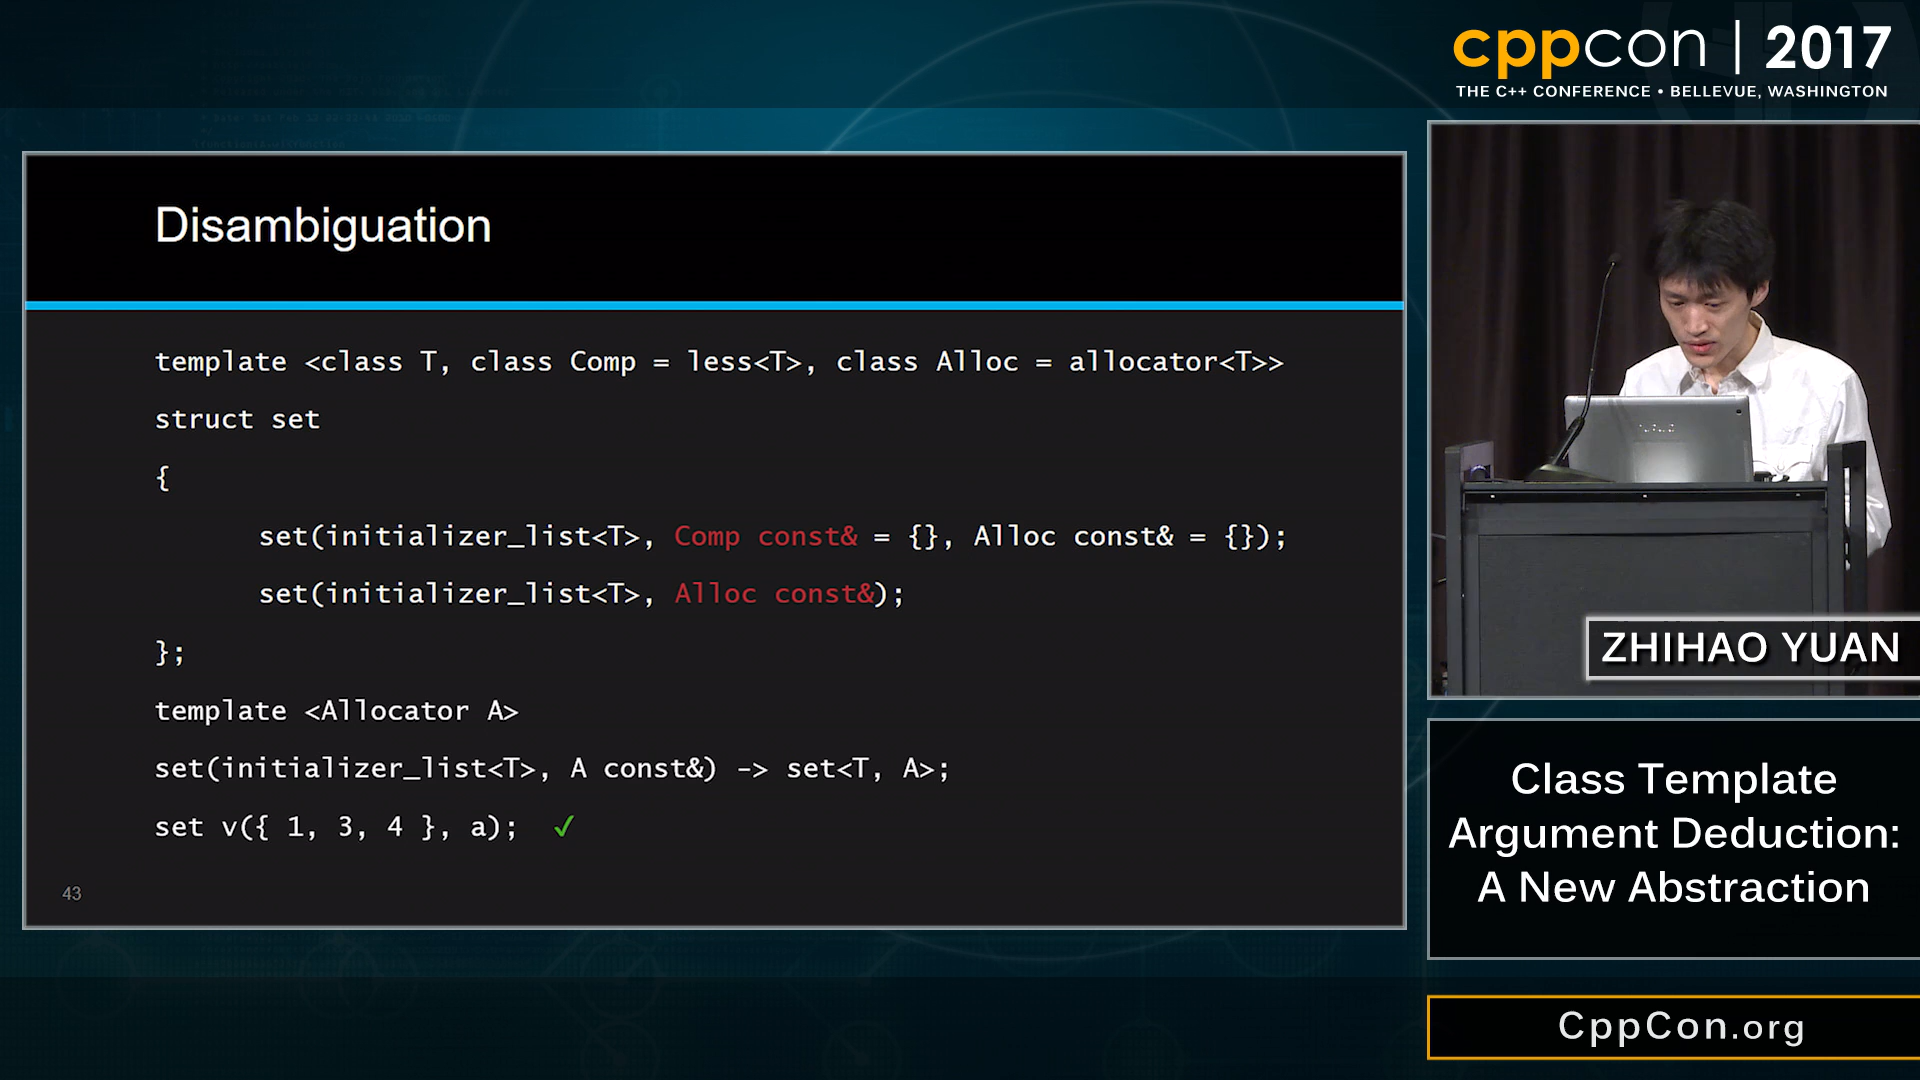 cppcon | 2017
THE C++ CONFERENCE • BELLEVUE, WASHINGTON
Disambiguation
template <class T, class Comp = less<T>, class Alloc = allocator<T>>
struct set
{
set(initializer_list<T>, Comp const& = {}, Alloc const& = {});
set(initializer_list<T>, Alloc const&);
};
template <Allocator A>
set(initializer_list<T>, A const&) -> set<T, A>;
set v({ 1, 3, 4 }, a); ✓
43
ZHIHAO YUAN
Class Template
Argument Deduction:
A New Abstraction
CppCon.org